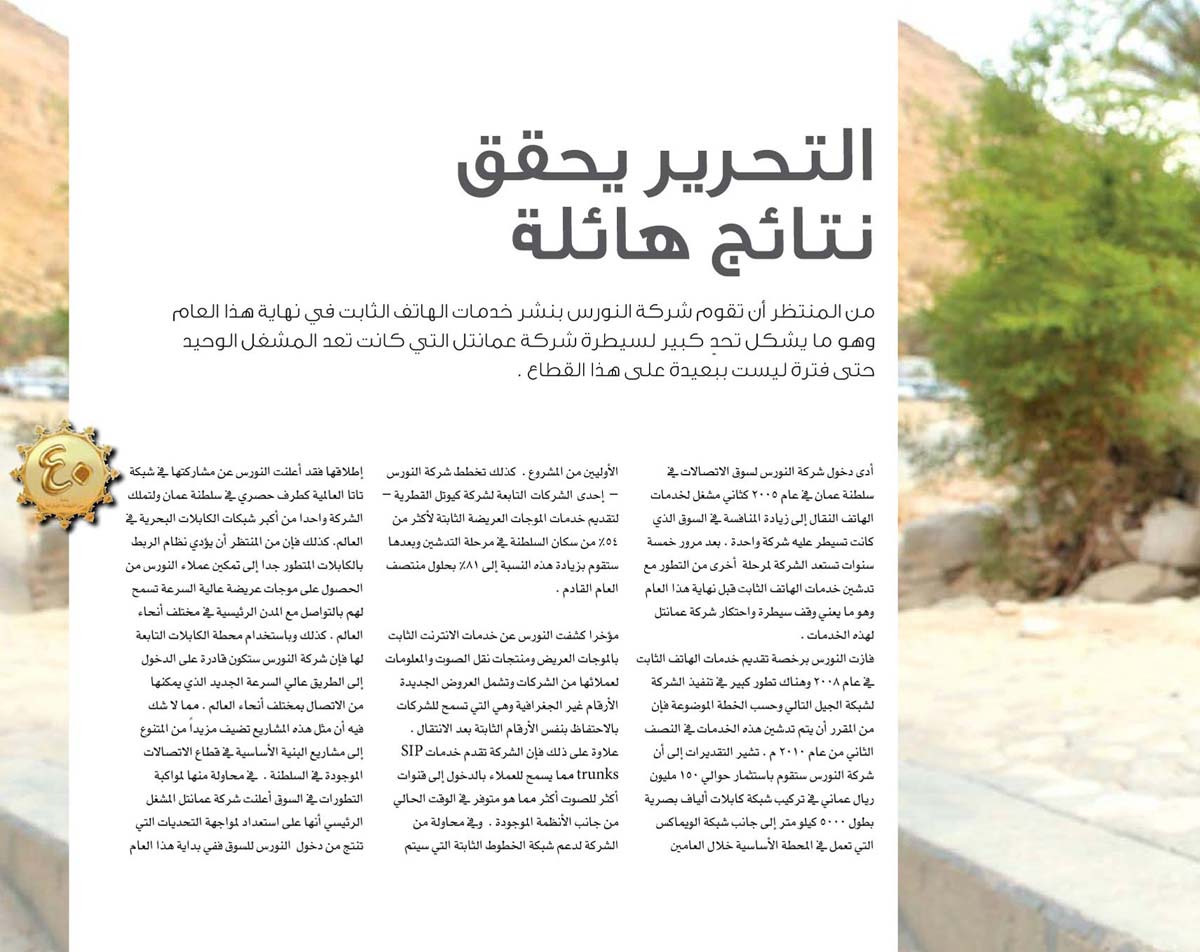 التحرير يحقق
نتائج هائلة
من المنتظر أن تقوم شركة النورس بنشر خدمات الهاتف الثابت في نهاية هذا العام
وهو ما يشكل تحدٍ كبير لسيطرة شركة عمانتل التي كانت تعد المشغل الوحيد
حتى فترة ليست ببعيدة على هذا القطاع .
أدى دخول شركة النورس لسوق الاتصالات في
سلطنة عمان في عام ٢٠٠٥ كثاني مشغل لخدمات
الهاتف النقال إلى زيادة المنافسة في السوق الذي
كانت تسيطر عليه شركة واحدة . بعد مرور خمسة
سنوات تستعد الشركة لمرحلة أخرى من التطور مع
تدشين خدمات الهاتف الثابت قبل نهاية هذا العام
وهو ما يعني وقف سيطرة واحتكار شركة عمانتل
لهذه الخدمات .
فازت النورس برخصة تقديم خدمات الهاتف الثابت
في عام ٢٠٠٨ وهناك تطور كبير في تنفيذ الشركة
لشبكة الجيل التالي وحسب الخطة الموضوعة فإن
من المقرر أن يتم تدشين هذه الخدمات في النصف
الثاني من عام ٢٠١٠ م . تشير التقديرات إلى أن
شركة النورس ستقوم باستثمار حوالي ١٥٠ مليون
ريال عماني في تركيب شبكة كابلات ألياف بصرية
بطول ٥٠٠٠ كيلو متر إلى جانب شبكة الويماكس
التي تعمل في المحطة الأساسية خلال العامين
الأوليين من المشروع . كذلك تخطط شركة النورس
– إحدى الشركات التابعة لشركة كيوتل القطرية –
لتقديم خدمات الموجات العريضة الثابتة لأكثر من
٥٤٪ من سكان السلطنة في مرحلة التدشين وبعدها
ستقوم بزيادة هذه النسبة إلى ٨١٪ بحلول منتصف
العام القادم .
مؤخرا كشفت النورس عن خدمات الانترنت الثابت
بالموجات العريض ومنتجات نقل الصوت والمعلومات
لعملائها من الشركات وتشمل العروض الجديدة
الأرقام غير الجغرافية وهي التي تسمح للشركات
بالاحتفاظ بنفس الأرقام الثابتة بعد الانتقال .
علاوة على ذلك فإن الشركة تقدم خدمات SIP
trunks مما يسمح للعملاء بالدخول إلى قنوات
أكثر للصوت أكثر مما هو متوفر في الوقت الحالي
من جانب الأنظمة الموجودة . وفي محاولة من
الشركة لدعم شبكة الخطوط الثابتة التي سيتم
إطلاقها فقد أعلنت النورس عن مشاركتها في شبكة
تاتا العالمية كطرف حصري في سلطنة عمان ولتملك
الشركة واحدا من أكبر شبكات الكابلات البحرية في
العالم. كذلك فإن من المنتظر أن يؤدي نظام الربط
بالكابلات المتطور جدا إلى تمكين عملاء النورس من
الحصول على موجات عريضة عالية السرعة تسمح
لهم بالتواصل مع المدن الرئيسية في مختلف أنحاء
العالم . كذلك وباستخدام محطة الكابلات التابعة
لها فإن شركة النورس ستكون قادرة على الدخول
إلى الطريق عالي السرعة الجديد الذي يمكنها
من الاتصال بمختلف أنحاء العالم . مما لا شك
فيه أن مثل هذه المشاريع تضيف مزيداً من المتنوع
إلى مشاريع البنية الأساسية في قطاع الاتصالات
الموجودة في السلطنة . في محاولة منها لمواكبة
التطورات في السوق أعلنت شركة عمانتل المشغل
الرئيسي أنها على استعداد لمواجهة التحديات التي
تنتج من دخول النورس للسوق ففي بداية هذا العام
٤٠